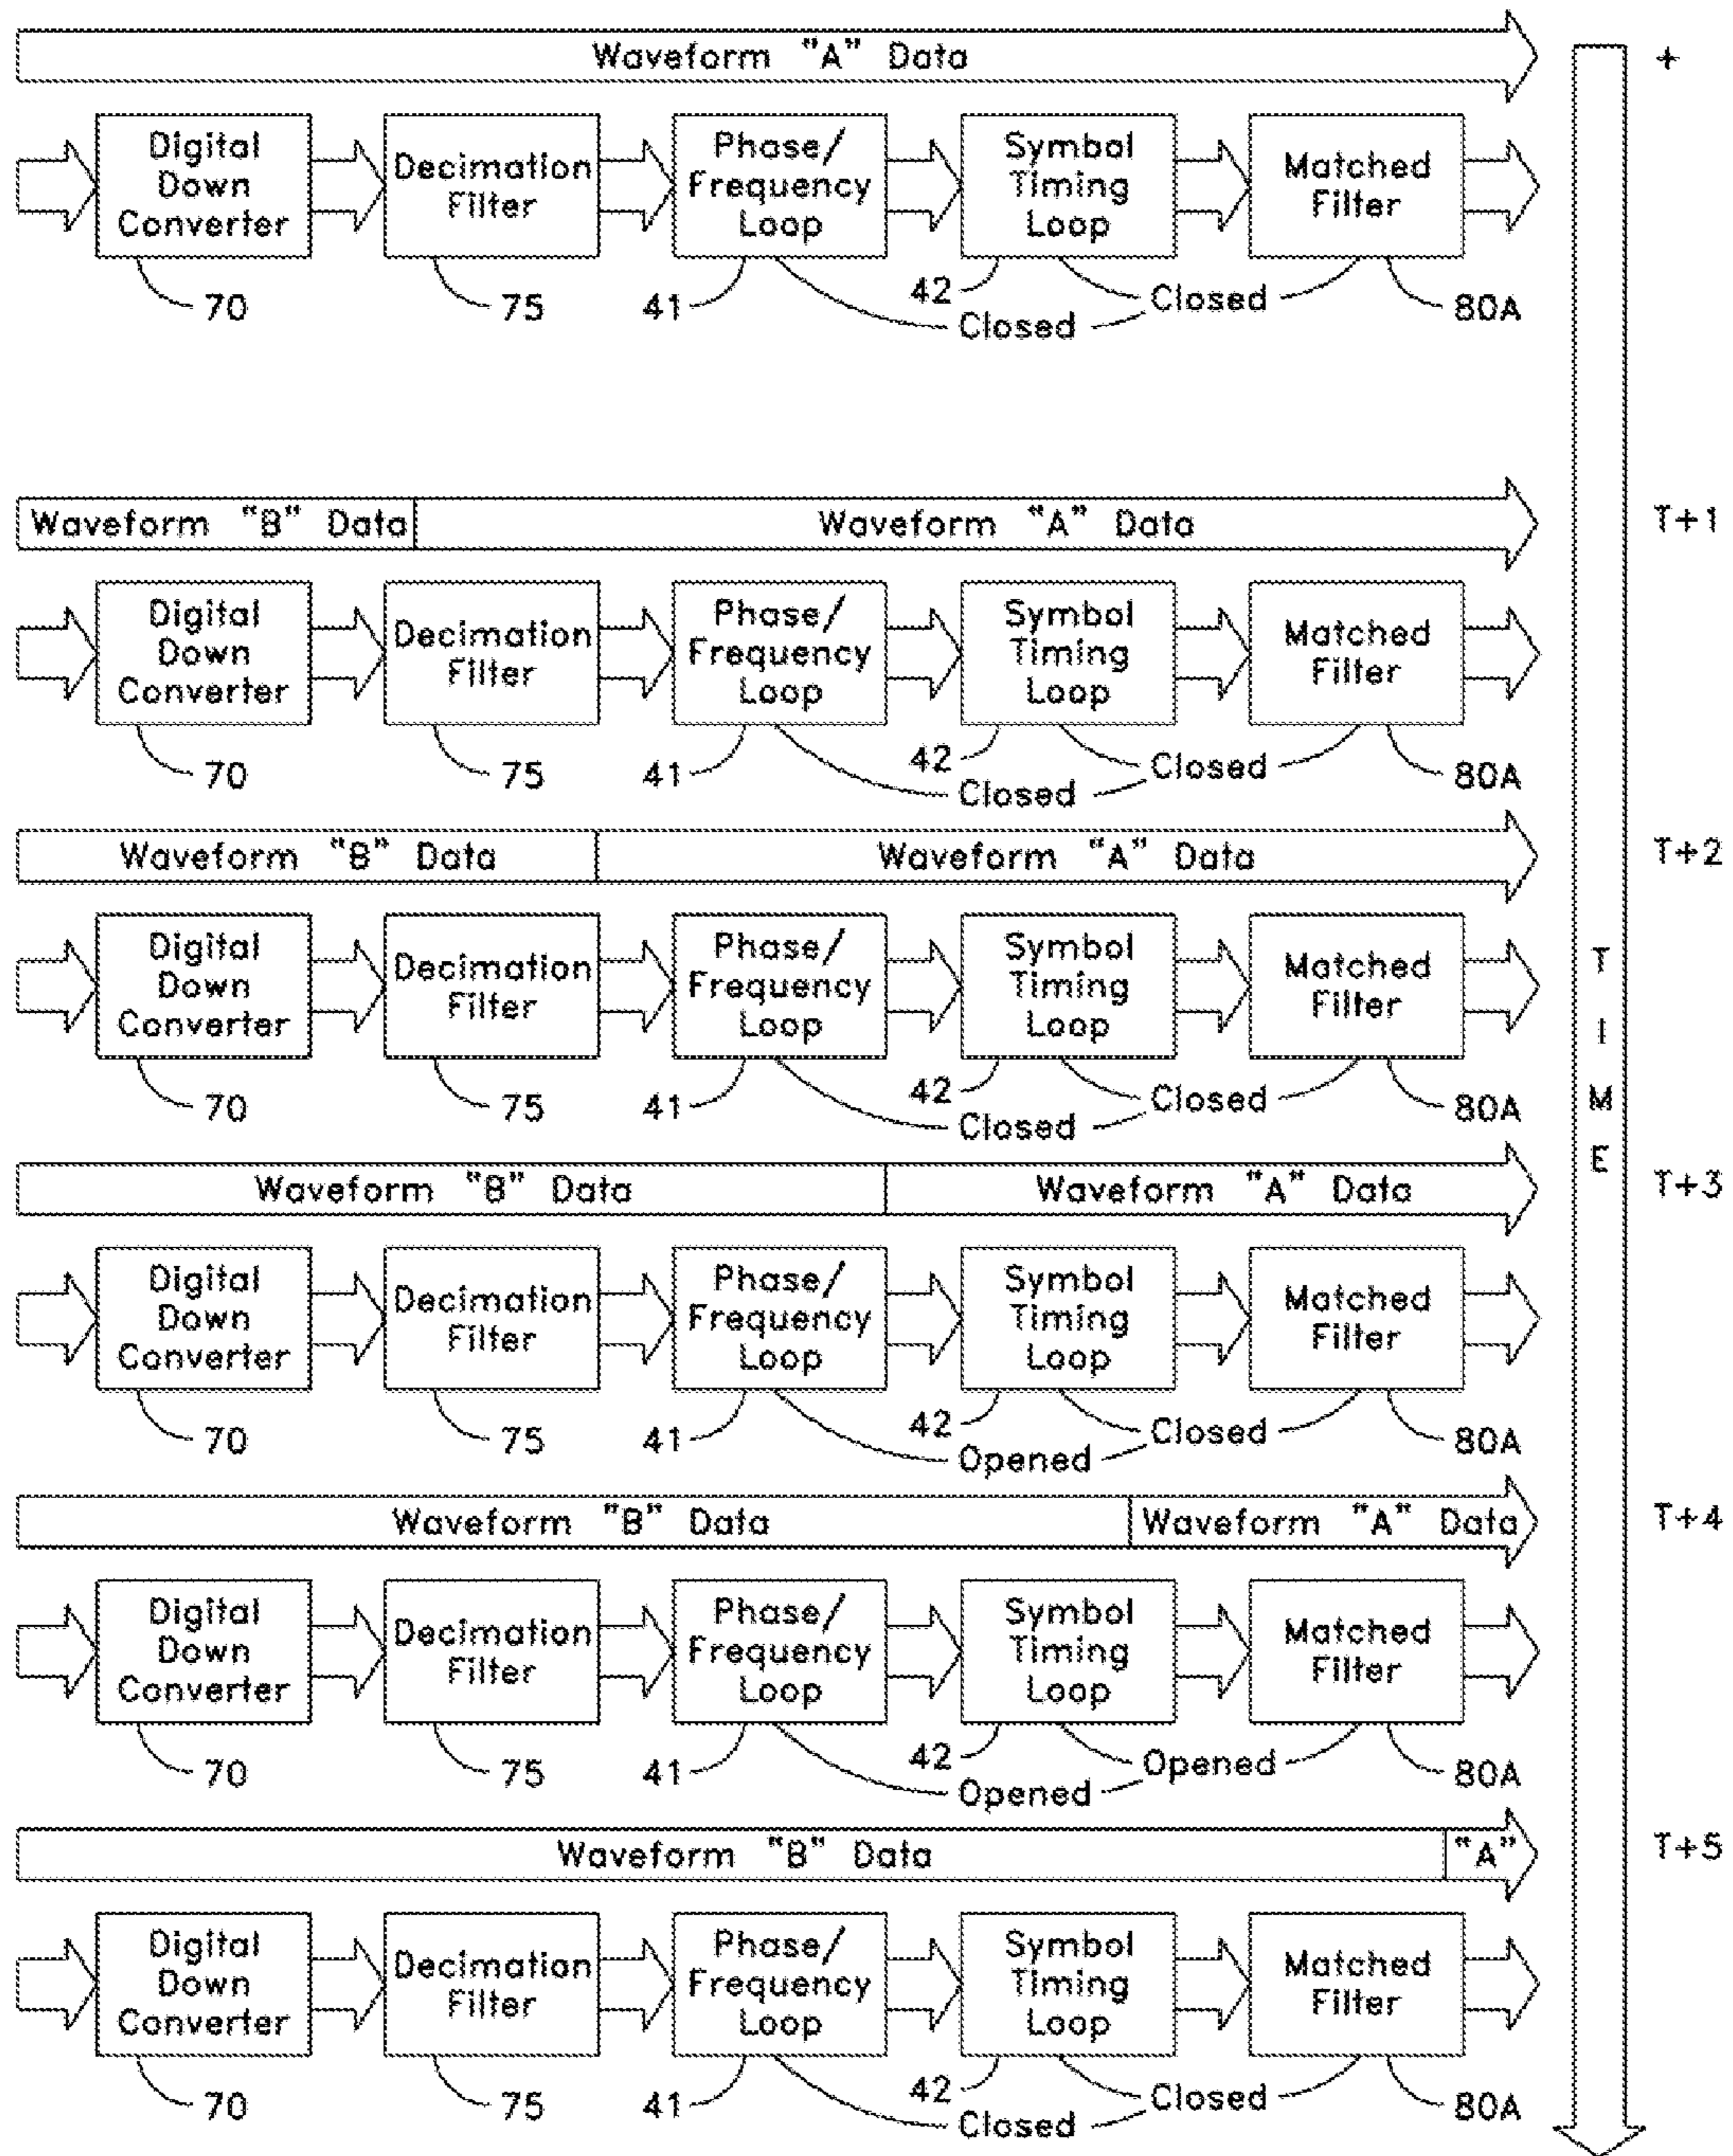 Waveform "A" Data
+
Digital
Down
Converter
Decimation
Filter
Phase/
Frequency
Loop
Symbol
Timing
Loop
Matched
Filter
70
75
41
42
Closed
Closed
80A
Waveform "B" Data
Waveform "A" Data
T+1
Digital
Down
Converter
Decimation
Filter
Phase/
Frequency
Loop
Symbol
Timing
Loop
Matched
Filter
70
75
41
42
Closed
Closed
80A
Waveform "B" Data
Waveform "A" Data
T+2
Digital
Down
Converter
Decimation
Filter
Phase/
Frequency
Loop
Symbol
Timing
Loop
Matched
Filter
70
75
41
42
Closed
Closed
80A
TIME
Waveform "B" Data
Waveform "A" Data
T+3
Digital
Down
Converter
Decimation
Filter
Phase/
Frequency
Loop
Symbol
Timing
Loop
Matched
Filter
70
75
41
42
Closed
Opened
80A
Waveform "B" Data
Waveform "A" Data
T+4
Digital
Down
Converter
Decimation
Filter
Phase/
Frequency
Loop
Symbol
Timing
Loop
Matched
Filter
70
75
41
42
Opened
Opened
80A
Waveform "B" Data
"A"
T+5
Digital
Down
Converter
Decimation
Filter
Phase/
Frequency
Loop
Symbol
Timing
Loop
Matched
Filter
70
75
41
42
Closed
Closed
80A